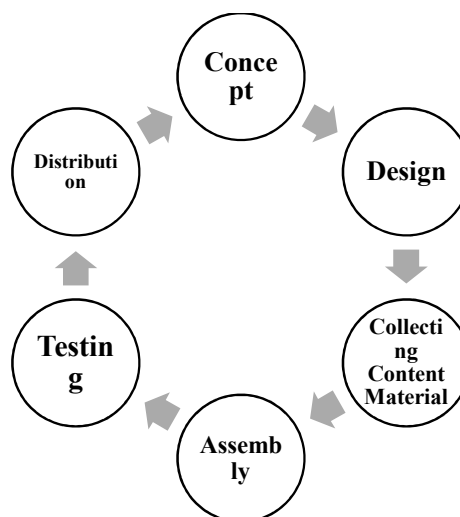 Conce
pt
Design
Collecti
ng
Content
Material
Assemb
ly
Testin
g
Distributi
on